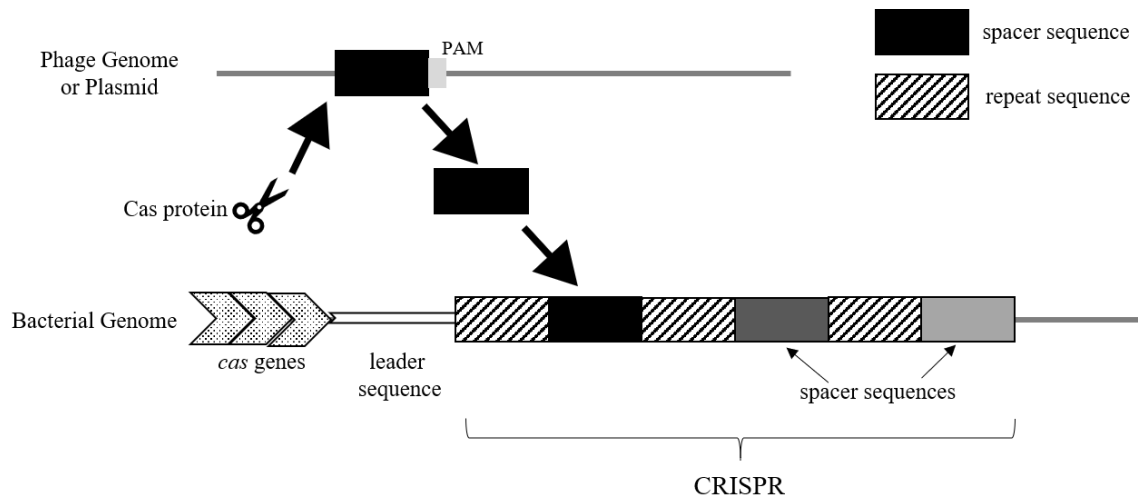 Phage Genome
or Plasmid
PAM
spacer sequence
repeat sequence
Cas protein
Bacterial Genome
cas genes
leader
sequence
spacer sequences
CRISPR